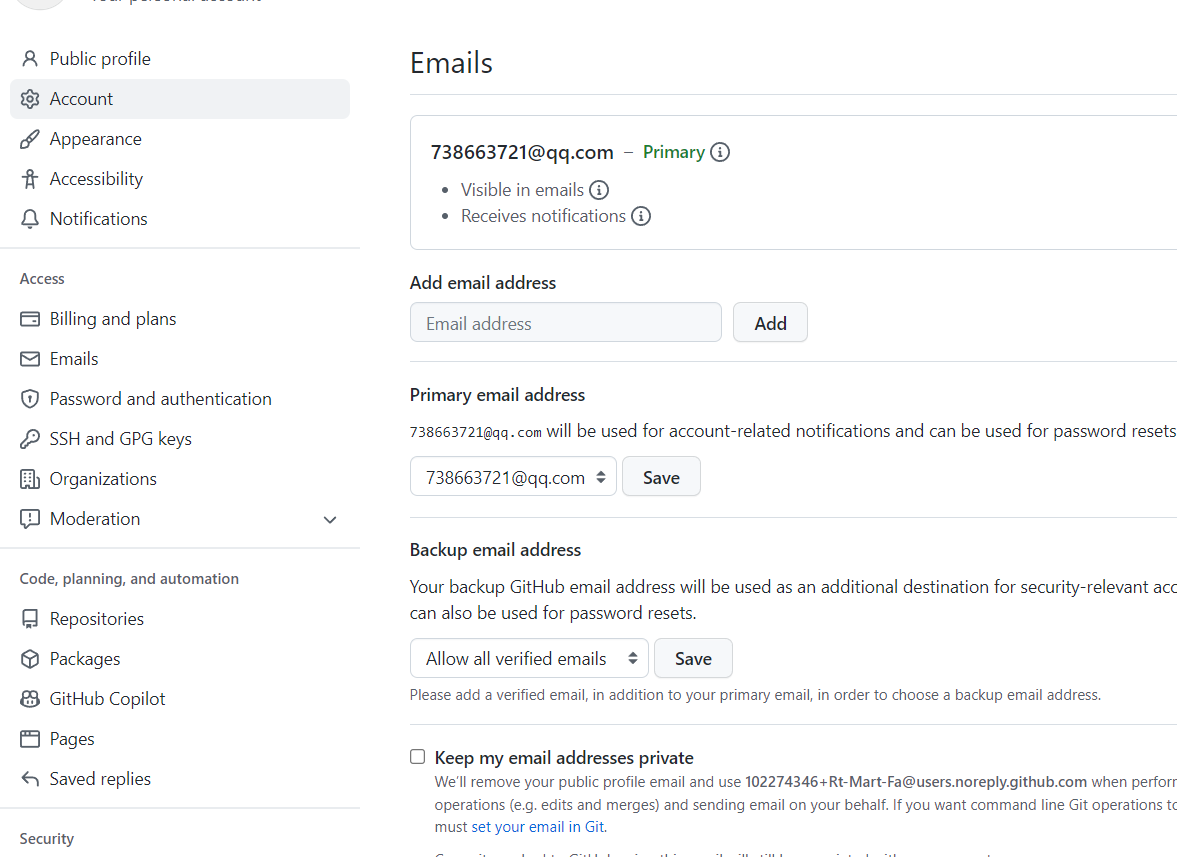 Your personal account
Public profile
Account
Appearance
Accessibility
Notifications
Access
Billing and plans
Emails
Password and authentication
SSH and GPG keys
Organizations
Moderation
Code, planning, and automation
Repositories
Packages
GitHub Copilot
Pages
Saved replies
Security
Emails
738663721@qq.com – Primary
Visible in emails
Receives notifications
Add email address
Email address Add
Primary email address
738663721@qq.com will be used for account-related notifications and can be used for password resets
738663721@qq.com Save
Backup email address
Your backup GitHub email address will be used as an additional destination for security-relevant acc
can also be used for password resets.
Allow all verified emails Save
Please add a verified email, in addition to your primary email, in order to choose a backup email address.
Keep my email addresses private
We'll remove your public profile email and use 102274346+Rt-Mart-Fa@users.noreply.github.com when perfor
operations (e.g. edits and merges) and sending email on your behalf. If you want command line Git operations to
must set your email in Git.